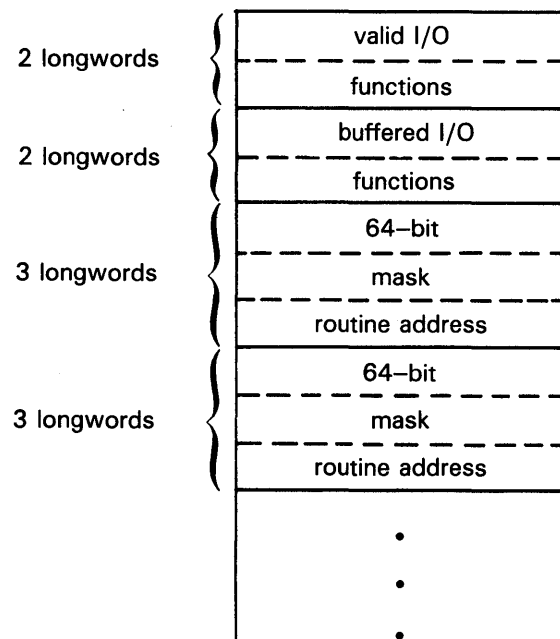 2 longwords
valid I/O
functions
2 longwords
buffered I/O
functions
3 longwords
64–bit
mask
routine address
3 longwords
64–bit
mask
routine address